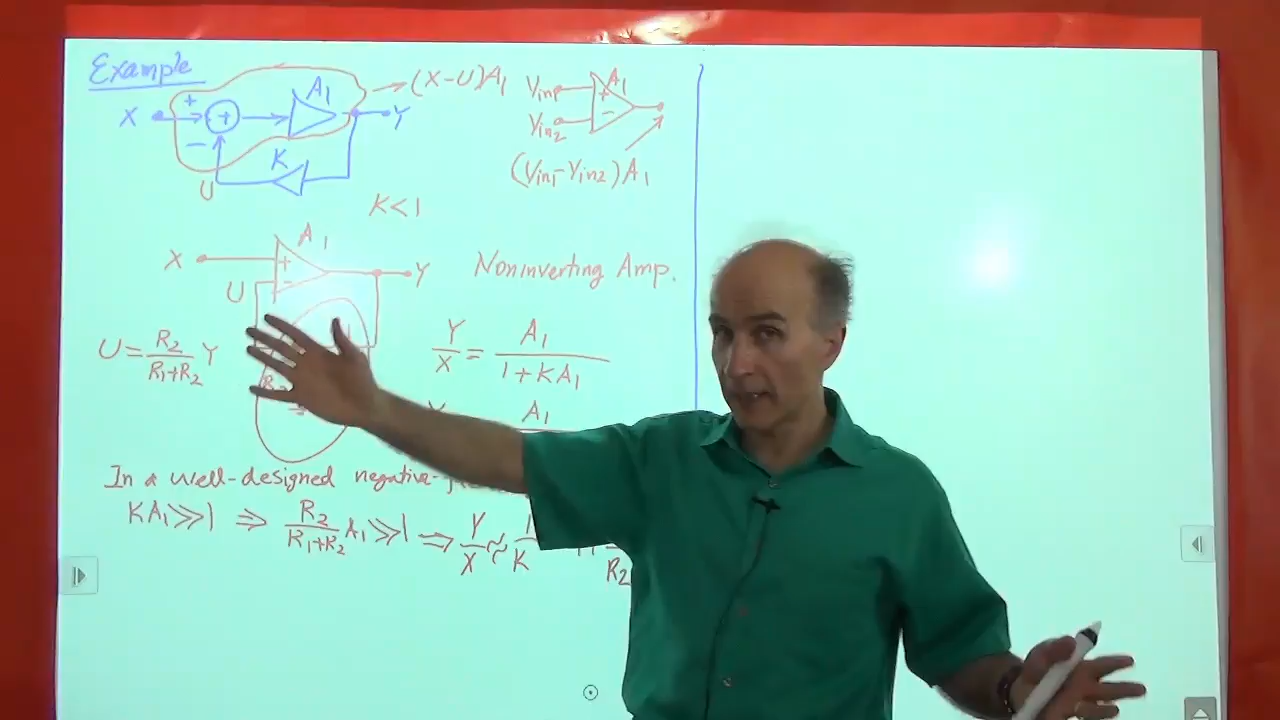 Example
X + + A1 Y
−
K
U
(X−U)A1
Vin1 + A1
Vin2 −
(Vin1−Vin2)A1
K<1
X + A1 Y
U −
Noninverting Amp.
U = R2/(R1+R2) Y
Y/X = A1/(1+KA1)
A1
In a well-designed negative-
KA1≫1 ⇒ R2/(R1+R2) A1≫1 ⇒ Y/X ≈ 1/K
R2